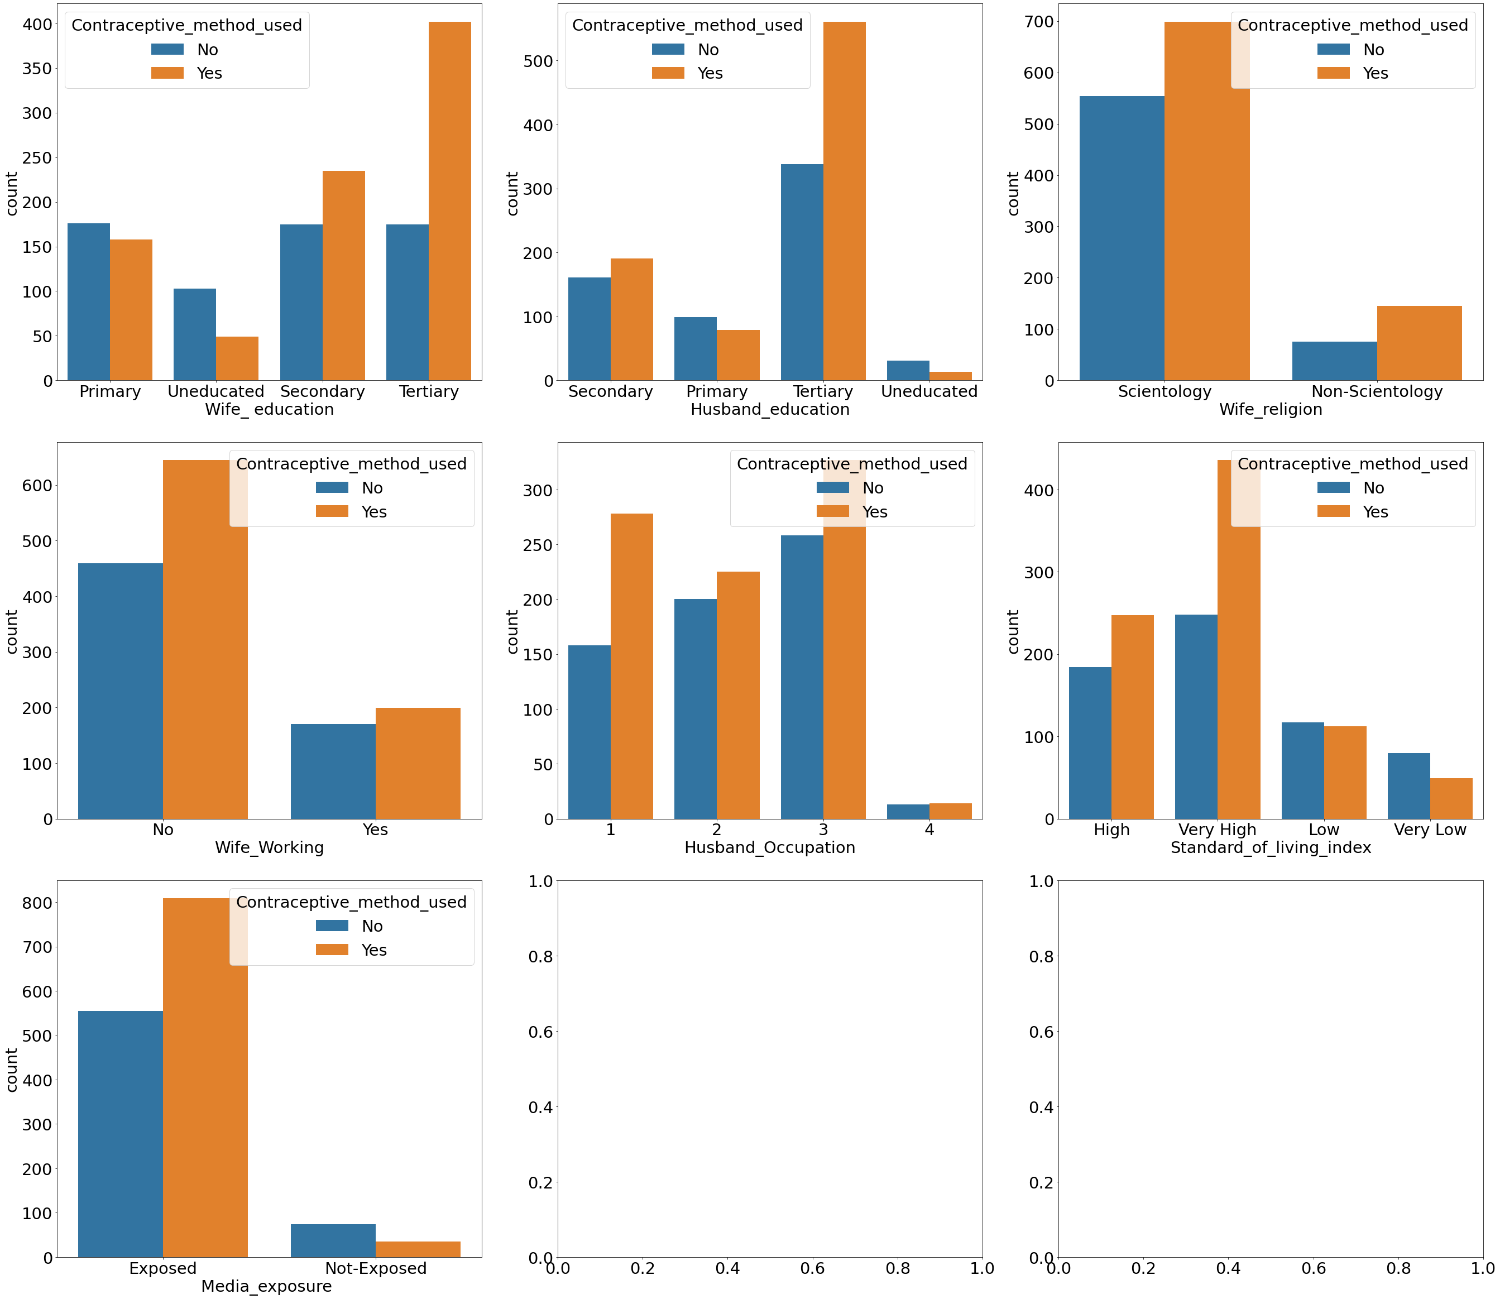 Contraceptive_method_used
No
Yes
400
350
300
250
200
150
100
50
0
count
Primary Uneducated Secondary Tertiary
Wife_ education
Contraceptive_method_used
No
Yes
500
400
300
200
100
0
count
Secondary Primary Tertiary Uneducated
Husband_education
Contraceptive_method_used
No
Yes
700
600
500
400
300
200
100
0
count
Scientology Non-Scientology
Wife_religion
Contraceptive_method_used
No
Yes
600
500
400
300
200
100
0
count
No Yes
Wife_Working
Contraceptive_method_used
No
Yes
300
250
200
150
100
50
0
count
1 2 3 4
Husband_Occupation
Contraceptive_method_used
No
Yes
400
300
200
100
0
count
High Very High Low Very Low
Standard_of_living_index
Contraceptive_method_used
No
Yes
800
700
600
500
400
300
200
100
0
count
Exposed Not-Exposed
Media_exposure
1.0
0.8
0.6
0.4
0.2
0.0
0.0 0.2 0.4 0.6 0.8 1.0
1.0
0.8
0.6
0.4
0.2
0.0
0.0 0.2 0.4 0.6 0.8 1.0